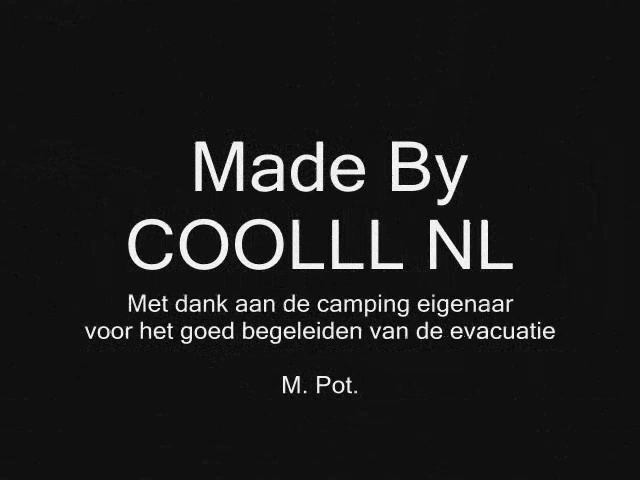 Made By
COOLLL NL
Met dank aan de camping eigenaar
voor het goed begeleiden van de evacuatie
M. Pot.